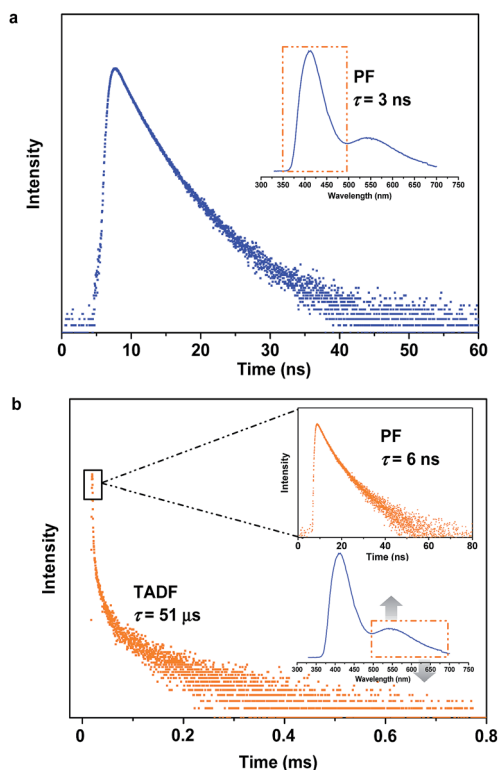 a
Intensity
PF
τ = 3 ns
300 350 400 450 500 550 600 650 700 750
Wavelength (nm)
0 10 20 30 40 50 60
Time (ns)
b
Intensity
TADF
τ = 51 μs
Intensity
PF
τ = 6 ns
0 20 40 60 80
Time (ns)
300 350 400 450 500 550 600 650 700 750
Wavelength (nm)
0 0.2 0.4 0.6 0.8
Time (ms)